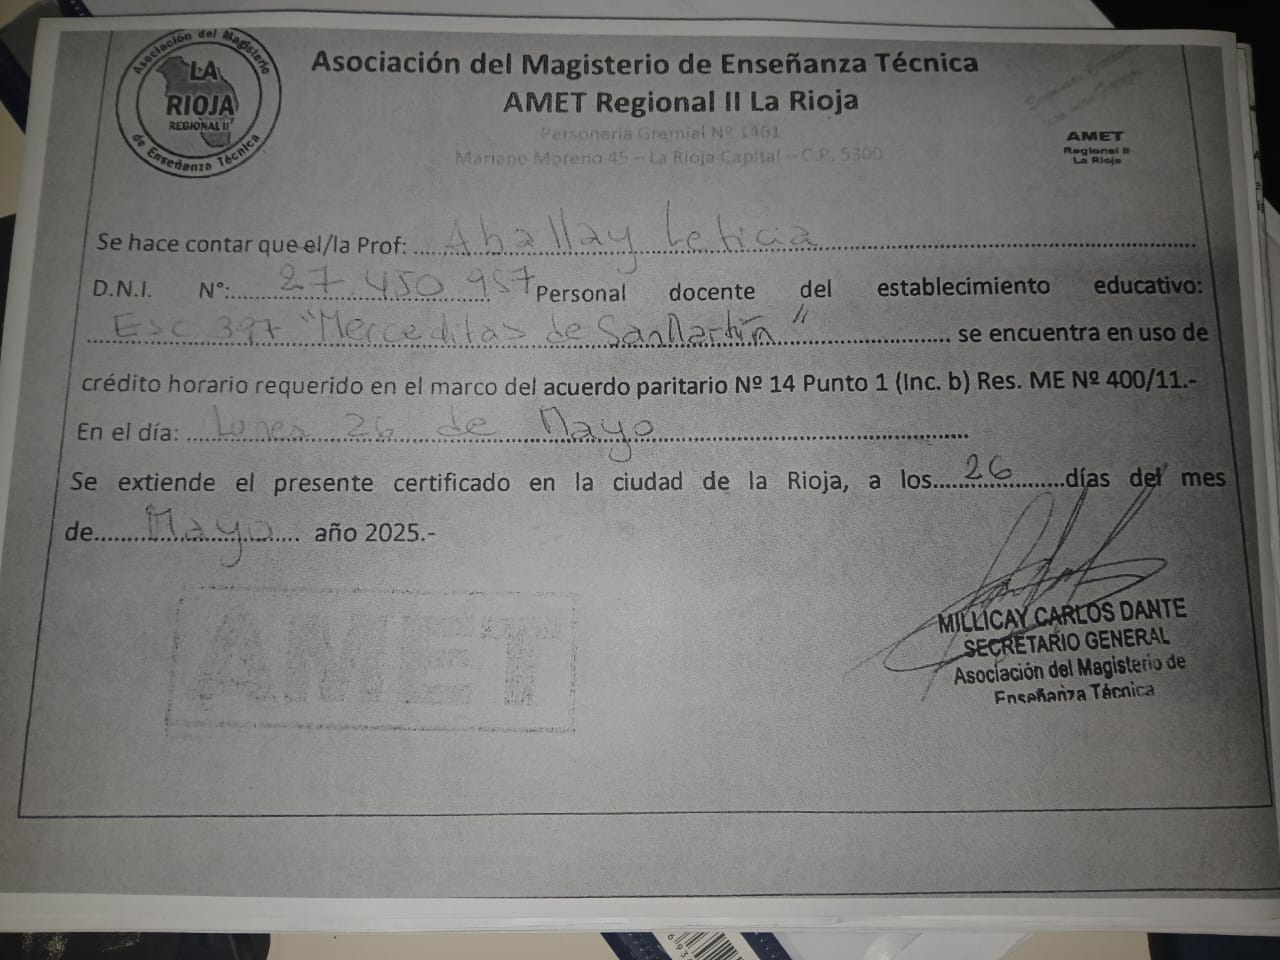 Asociación del Magisterio de Enseñanza Técnica
LA
RIOJA
REGIONAL II
Asociación del Magisterio de Enseñanza Técnica
AMET Regional II La Rioja
Personería Gremial Nº 1461
Mariano Moreno 45 – La Rioja Capital – C.P. 5300
AMET
Regional II
La Rioja
Se hace contar que el/la Prof: Aballay Leticia
D.N.I. N°: 27 450 957 Personal docente del establecimiento educativo:
Esc 397 "Merceditas de San Martín" se encuentra en uso de
crédito horario requerido en el marco del acuerdo paritario Nº 14 Punto 1 (Inc. b) Res. ME Nº 400/11.-
En el día: Lunes 26 de Mayo
Se extiende el presente certificado en la ciudad de la Rioja, a los 26 días del mes
de Mayo año 2025.-
AMET
MILLICAY CARLOS DANTE
SECRETARIO GENERAL
Asociación del Magisterio de
Enseñanza Técnica